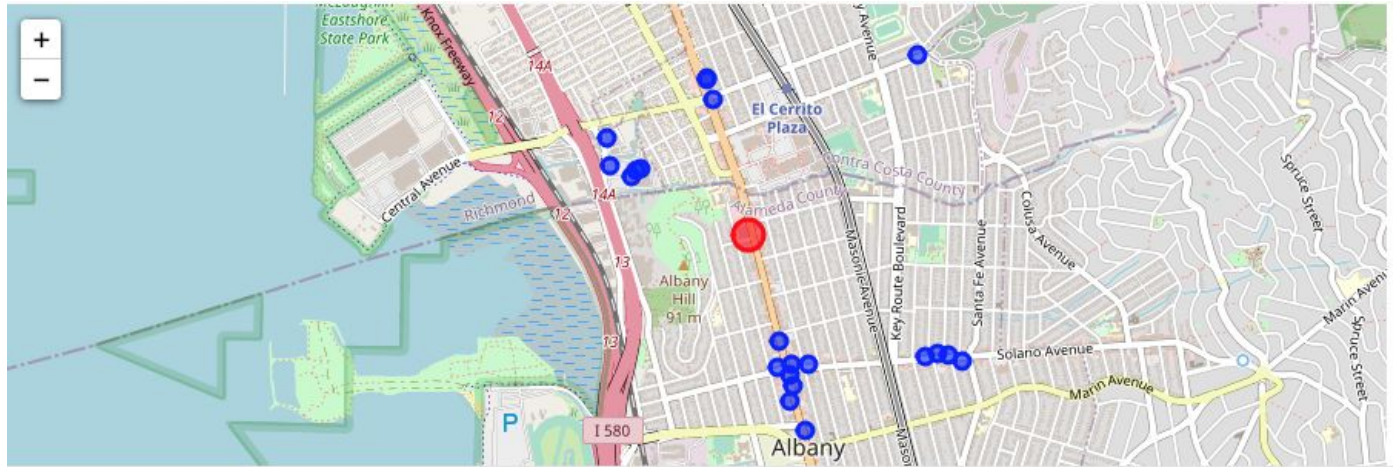 +
−
McLaughlin
Eastshore
State Park
Knox Freeway
14A
12
y Avenue
El Cerrito
Plaza
Contra Costa County
Alameda County
Central Avenue
Richmond
14A
12
13
Albany
Hill
91 m
13
Masonic Avenue
Key Route Boulevard
Santa Fe Avenue
Colusa Avenue
Spruce Street
Marin Aven
Spruce Street
Solano Avenue
Marin Avenue
P
I 580
Albany
Mason